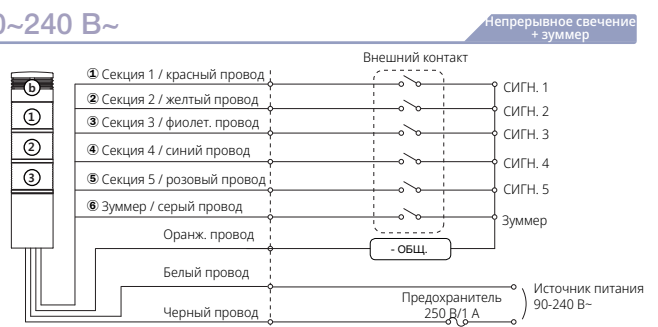 0~240 В~
Непрерывное свечение
+ зуммер
Внешний контакт
b
1
2
3
① Секция 1 / красный провод
② Секция 2 / желтый провод
③ Секция 3 / фиолет. провод
④ Секция 4 / синий провод
⑤ Секция 5 / розовый провод
⑥ Зуммер / серый провод
Оранж. провод
Белый провод
Черный провод
СИГН. 1
СИГН. 2
СИГН. 3
СИГН. 4
СИГН. 5
Зуммер
- ОБЩ.
Предохранитель
250 В/1 А
Источник питания
90-240 В~